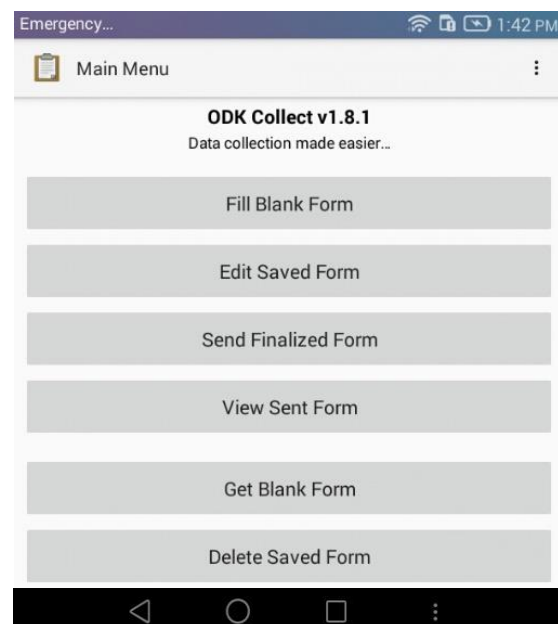 Emergency...
1:42 PM
Main Menu
ODK Collect v1.8.1
Data collection made easier...
Fill Blank Form
Edit Saved Form
Send Finalized Form
View Sent Form
Get Blank Form
Delete Saved Form